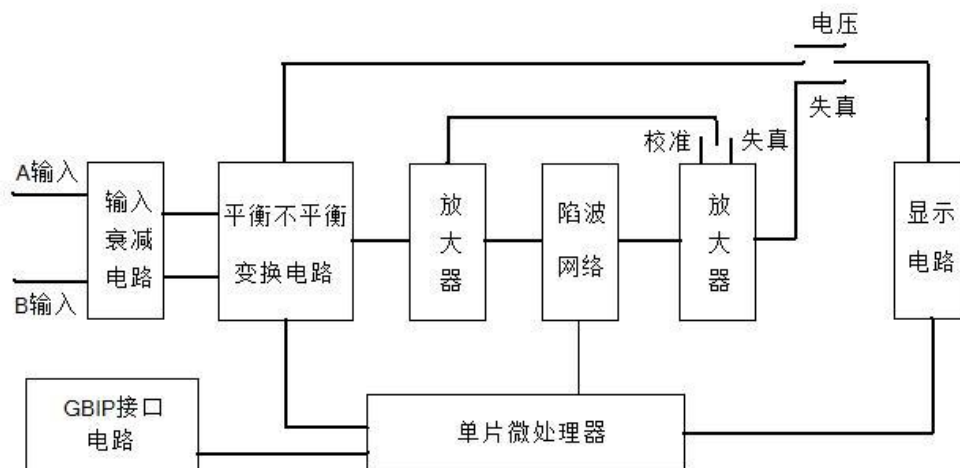 电压
失真
校准
失真
A输入
B输入
输入
衰减
电路
平衡不平衡
变换电路
放
大
器
陷波
网络
放
大
器
显示
电路
GBIP接口
电路
单片微处理器